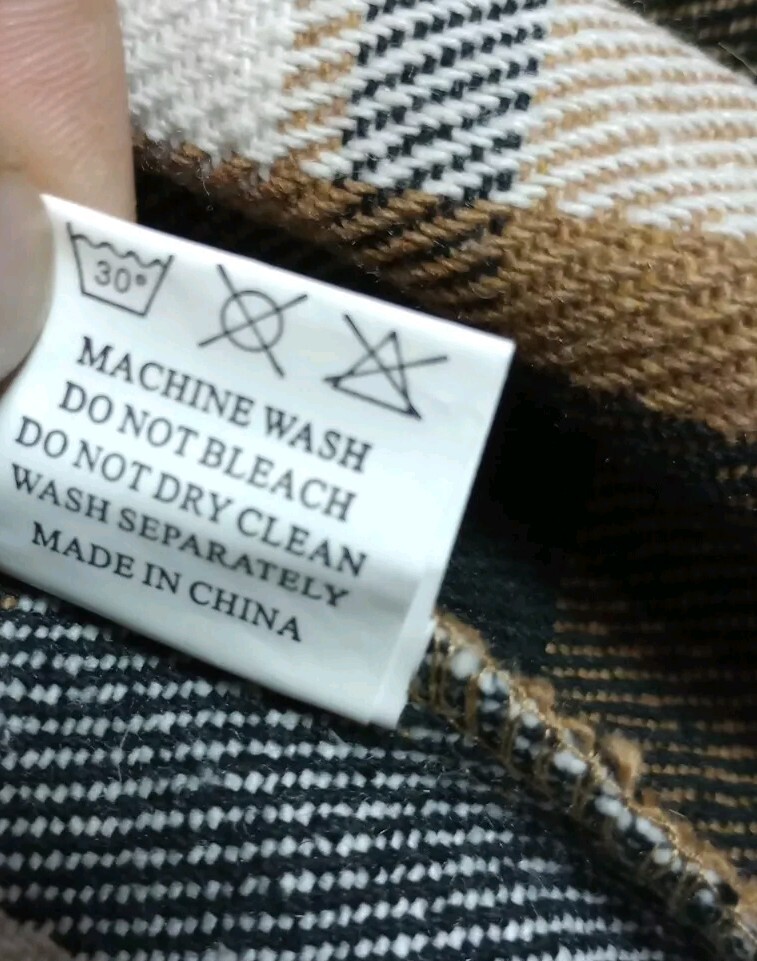 30°
MACHINE WASH
DO NOT BLEACH
DO NOT DRY CLEAN
WASH SEPARATELY
MADE IN CHINA